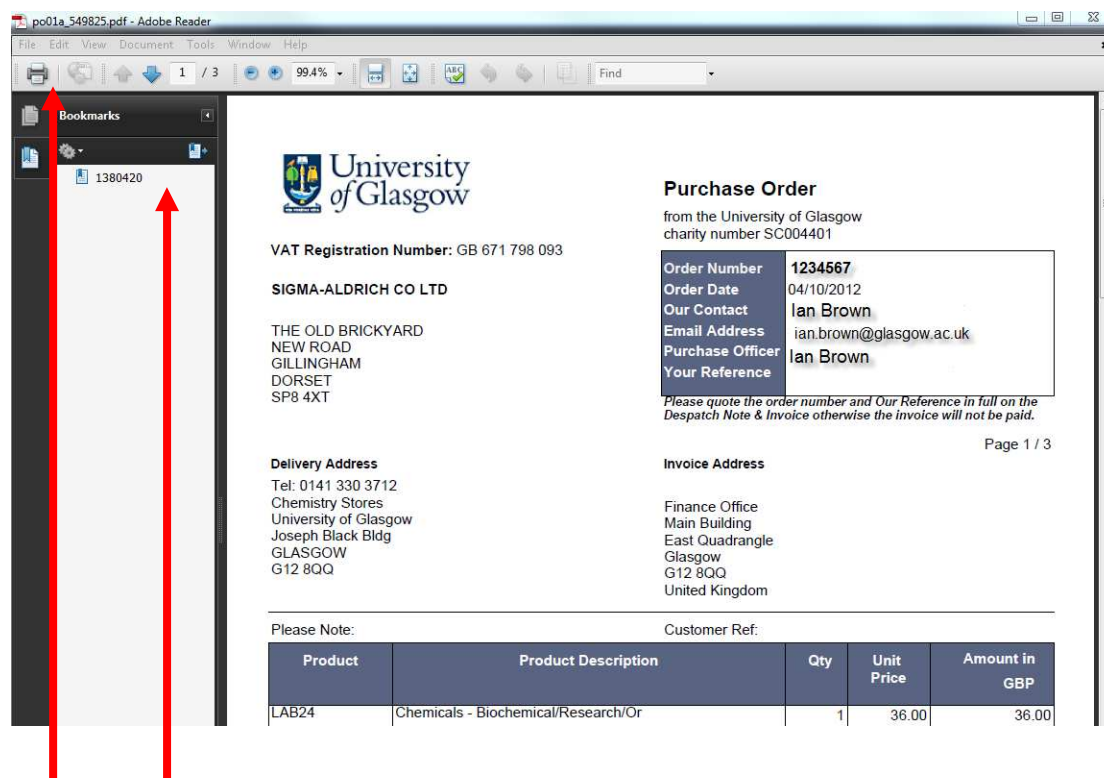 po01a_549825.pdf - Adobe Reader
File Edit View Document Tools Window Help
1 / 3 99.4% Find
Bookmarks
1380420
University
of Glasgow
VAT Registration Number: GB 671 798 093
SIGMA-ALDRICH CO LTD
THE OLD BRICKYARD
NEW ROAD
GILLINGHAM
DORSET
SP8 4XT
Purchase Order
from the University of Glasgow
charity number SC004401
Order Number 1234567
Order Date 04/10/2012
Our Contact Ian Brown
Email Address ian.brown@glasgow.ac.uk
Purchase Officer Ian Brown
Your Reference
Please quote the order number and Our Reference in full on the
Despatch Note & Invoice otherwise the invoice will not be paid.
Page 1 / 3
Delivery Address
Tel: 0141 330 3712
Chemistry Stores
University of Glasgow
Joseph Black Bldg
GLASGOW
G12 8QQ
Invoice Address
Finance Office
Main Building
East Quadrangle
Glasgow
G12 8QQ
United Kingdom
Please Note: Customer Ref:
Product Product Description Qty Unit Price Amount in GBP
LAB24 Chemicals - Biochemical/Research/Or 1 36.00 36.00